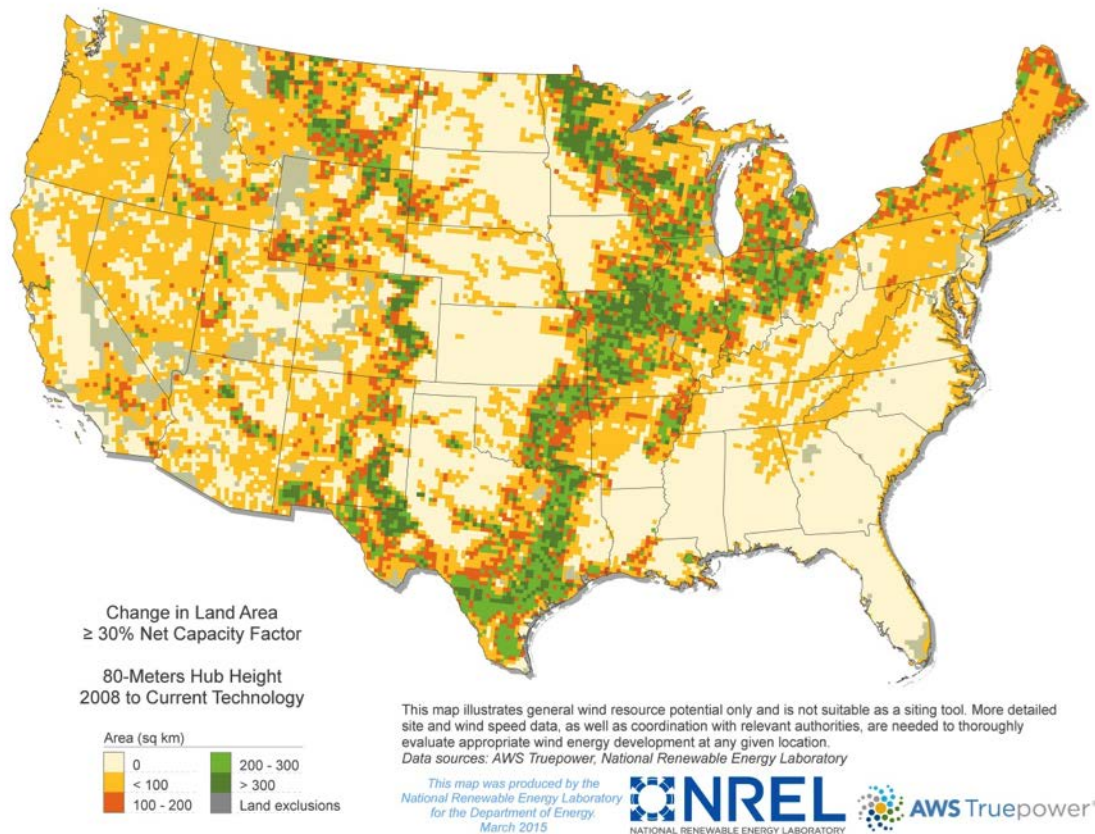 Change in Land Area
≥ 30% Net Capacity Factor
80-Meters Hub Height
2008 to Current Technology
Area (sq km)
0
< 100
100 - 200
200 - 300
> 300
Land exclusions
This map illustrates general wind resource potential only and is not suitable as a siting tool. More detailed
site and wind speed data, as well as coordination with relevant authorities, are needed to thoroughly
evaluate appropriate wind energy development at any given location.
Data sources: AWS Truepower, National Renewable Energy Laboratory
This map was produced by the
National Renewable Energy Laboratory
for the Department of Energy.
March 2015
NREL
NATIONAL RENEWABLE ENERGY LABORATORY
AWS Truepower®